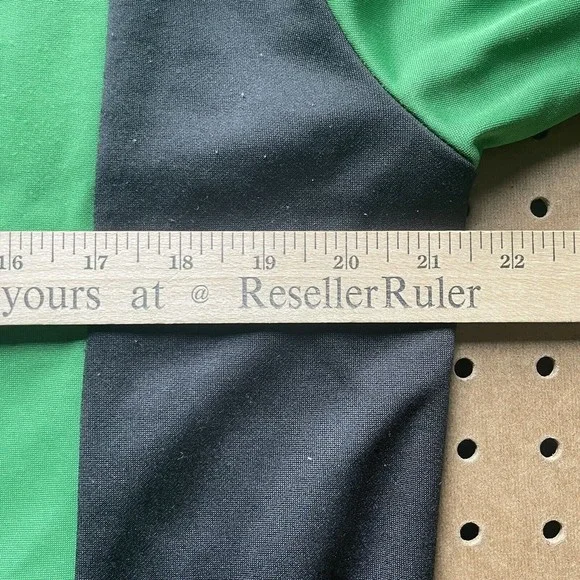 16 17 18 19 20 21 22
yours at @ ResellerRuler